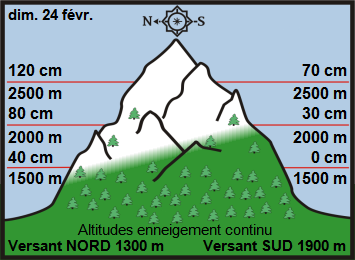 dim. 24 févr.
N S
120 cm 70 cm
2500 m 2500 m
80 cm 30 cm
2000 m 2000 m
40 cm 0 cm
1500 m 1500 m
Altitudes enneigement continu
Versant NORD 1300 m Versant SUD 1900 m